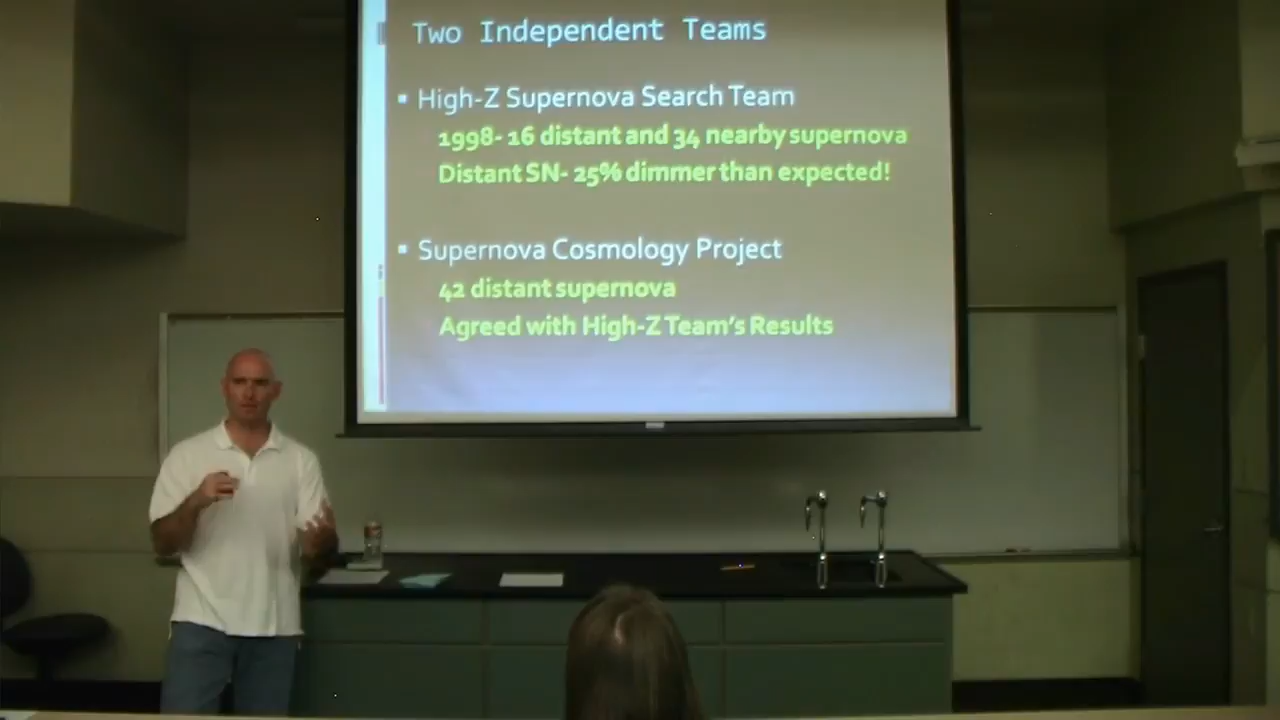 Two Independent Teams
▪ High-Z Supernova Search Team
1998- 16 distant and 34 nearby supernova
Distant SN- 25% dimmer than expected!
▪ Supernova Cosmology Project
42 distant supernova
Agreed with High-Z Team's Results